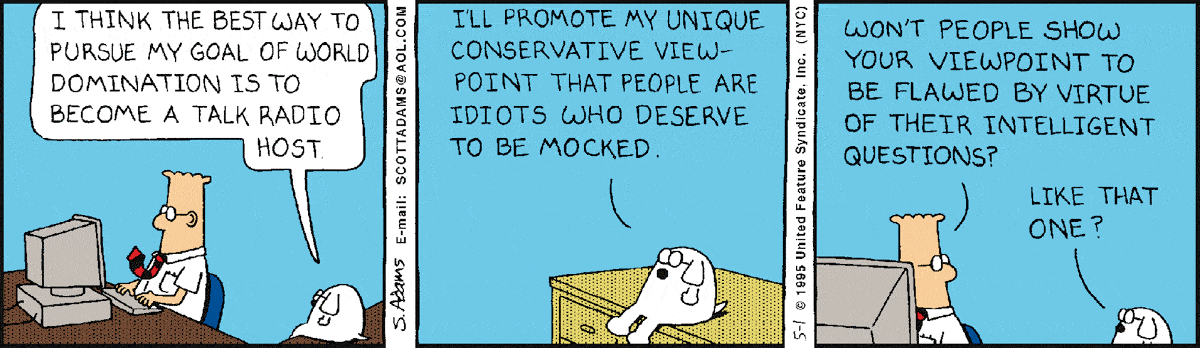 I THINK THE BEST WAY TO
PURSUE MY GOAL OF WORLD
DOMINATION IS TO
BECOME A TALK RADIO
HOST.
S. Adams E-mail: SCOTTADAMS@AOL.COM
I'LL PROMOTE MY UNIQUE
CONSERVATIVE VIEW-
POINT THAT PEOPLE ARE
IDIOTS WHO DESERVE
TO BE MOCKED.
5-1 © 1995 United Feature Syndicate, Inc. (NYC)
WON'T PEOPLE SHOW
YOUR VIEWPOINT TO
BE FLAWED BY VIRTUE
OF THEIR INTELLIGENT
QUESTIONS?
LIKE THAT
ONE?